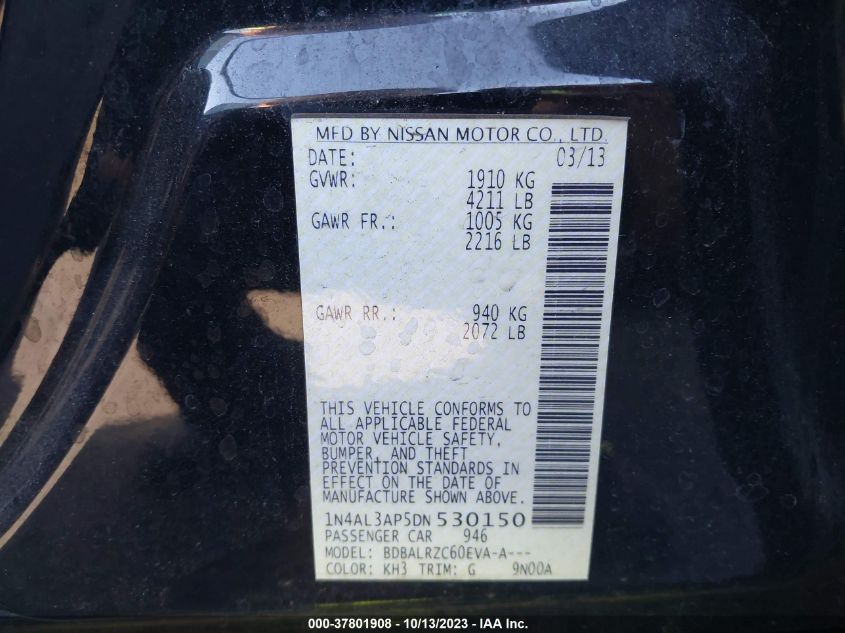 MFD BY NISSAN MOTOR CO., LTD.
DATE: 03/13
GVWR: 1910 KG
4211 LB
GAWR FR.: 1005 KG
2216 LB
GAWR RR.: 940 KG
2072 LB
THIS VEHICLE CONFORMS TO
ALL APPLICABLE FEDERAL
MOTOR VEHICLE SAFETY,
BUMPER, AND THEFT
PREVENTION STANDARDS IN
EFFECT ON THE DATE OF
MANUFACTURE SHOWN ABOVE.
1N4AL3AP5DN530150
PASSENGER CAR 946
MODEL: BDBALRZC60EVA-A---
COLOR: KH3 TRIM: G 9N00A
000-37801908 - 10/13/2023 - IAA Inc.